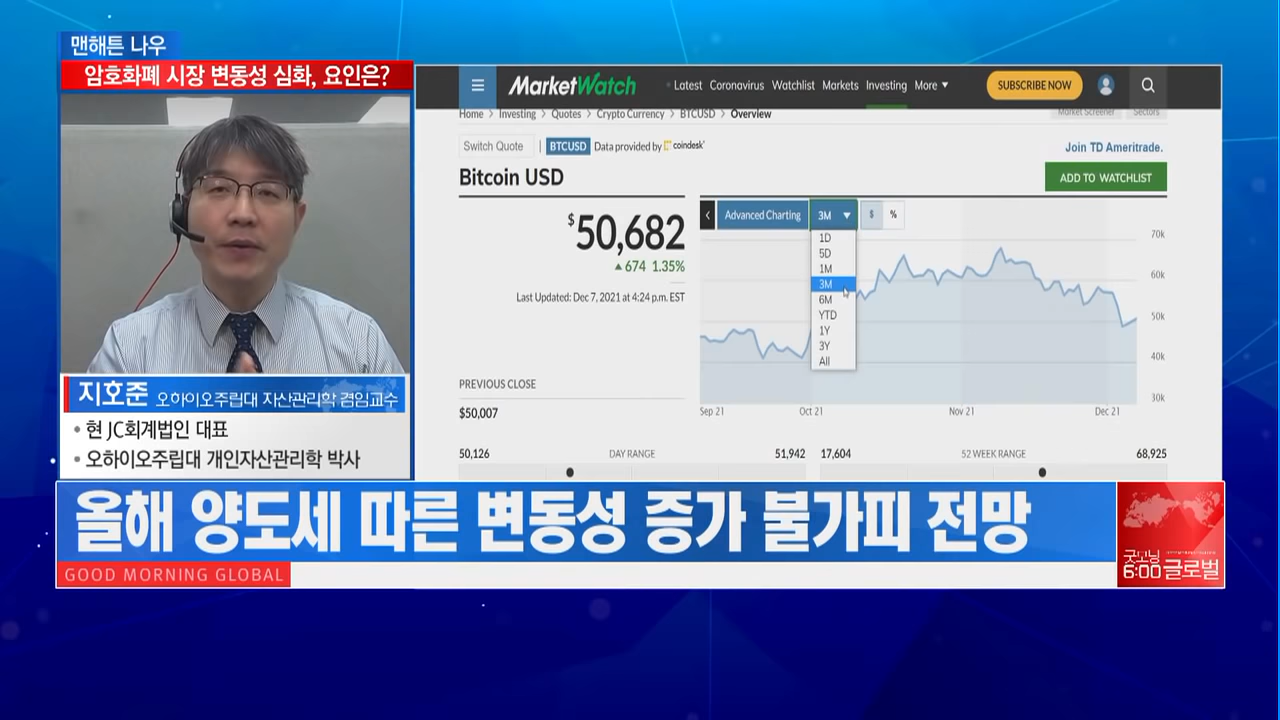 맨해튼 나우
암호화폐 시장 변동성 심화, 요인은?
MarketWatch
Latest Coronavirus Watchlist Markets Investing More
SUBSCRIBE NOW
Home > Investing > Quotes > Crypto Currency > BTCUSD > Overview
Market Screener Sectors
Switch Quote | BTCUSD Data provided by coindesk
Join TD Ameritrade.
Bitcoin USD
ADD TO WATCHLIST
$50,682
674 1.35%
Last Updated: Dec 7, 2021 at 4:24 p.m. EST
PREVIOUS CLOSE
$50,007
Advanced Charting 3M $ %
1D
5D
1M
3M
6M
YTD
1Y
3Y
All
70k
60k
50k
40k
30k
Sep 21 Oct 21 Nov 21 Dec 21
50,126 DAY RANGE 51,942 17,604 52 WEEK RANGE 68,925
지호준 오하이오주립대 자산관리학 겸임교수
• 현 JC회계법인 대표
• 오하이오주립대 개인자산관리학 박사
올해 양도세 따른 변동성 증가 불가피 전망
GOOD MORNING GLOBAL
굿모닝
6:00 글로벌